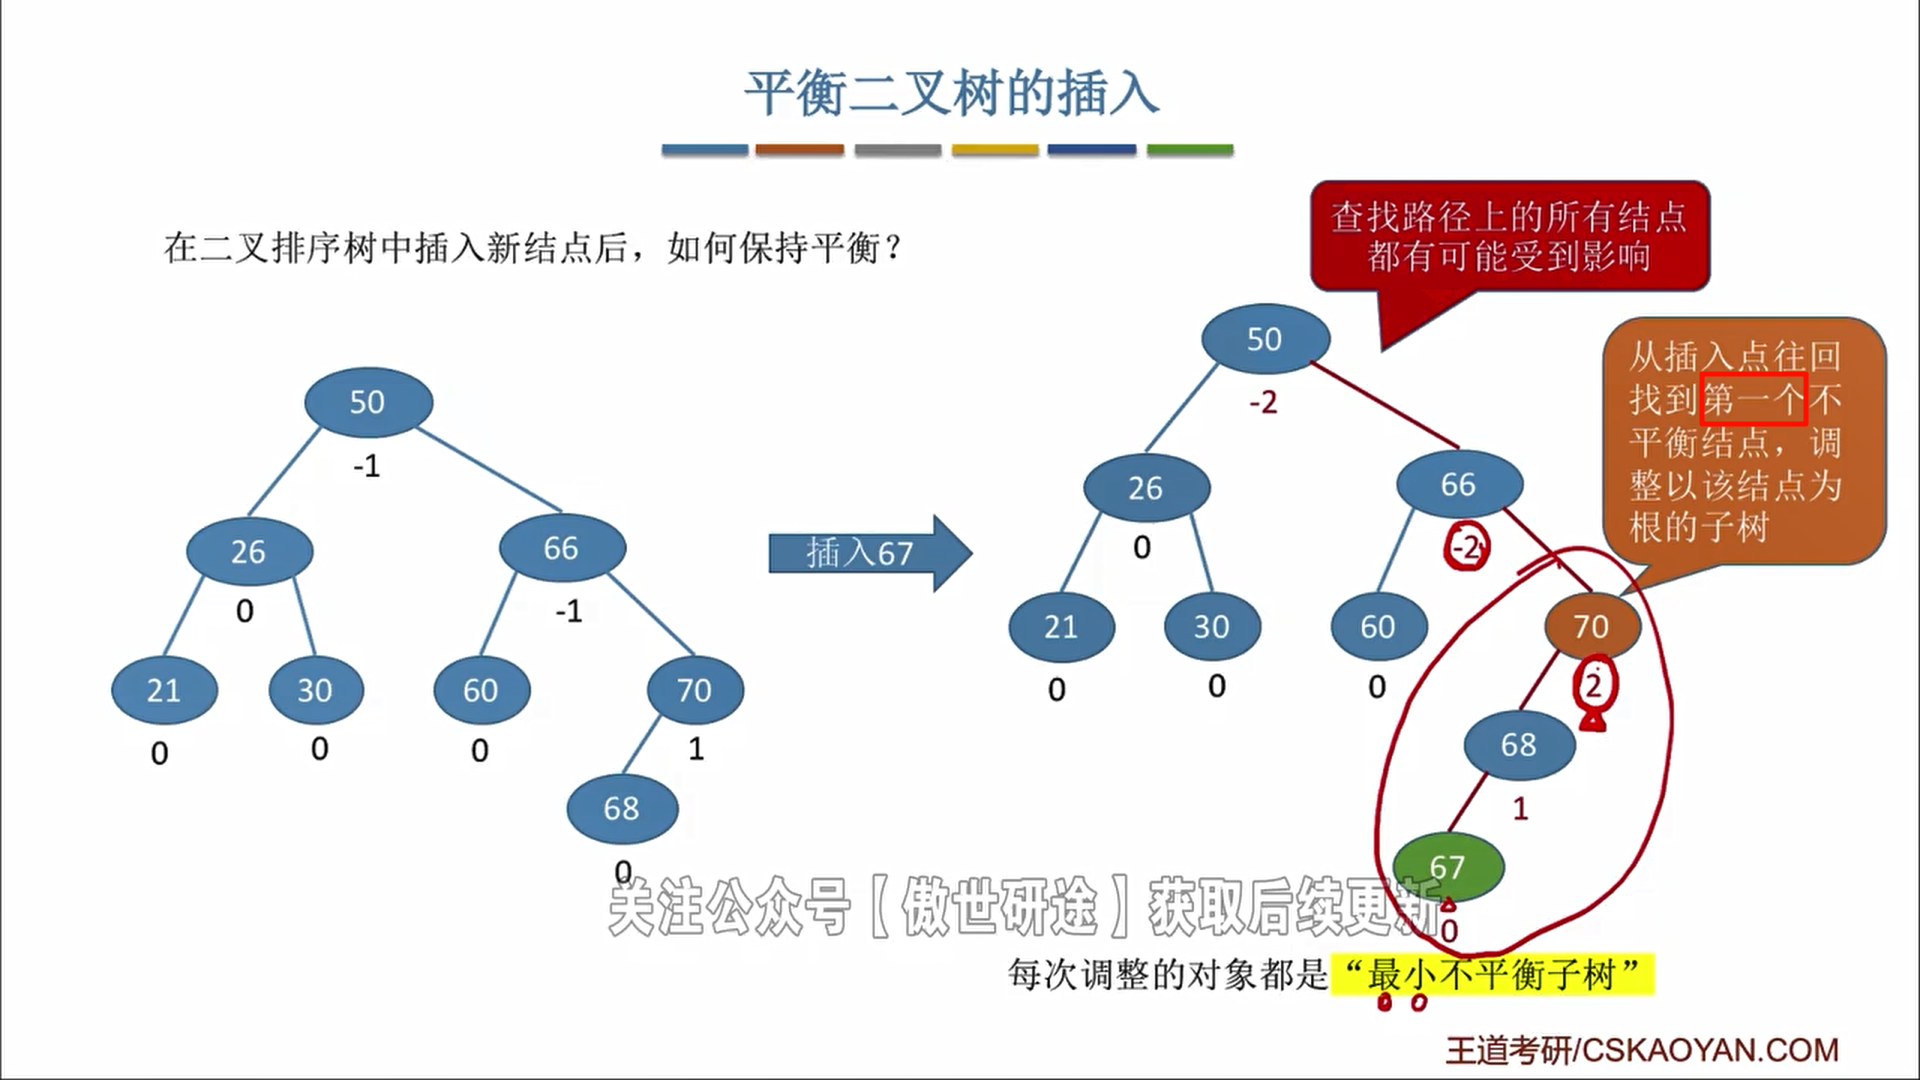 平衡二叉树的插入
在二叉排序树中插入新结点后，如何保持平衡？
查找路径上的所有结点
都有可能受到影响
从插入点往回
找到第一个不
平衡结点，调
整以该结点为
根的子树
50
-1
26
0
66
-1
21
0
30
0
60
0
70
1
68
0
插入67
50
-2
26
0
66
-2
21
0
30
0
60
0
70
2
68
1
67
0
关注公众号【傲世研途】获取后续更新
每次调整的对象都是“最小不平衡子树”
王道考研/CSKAOYAN.COM